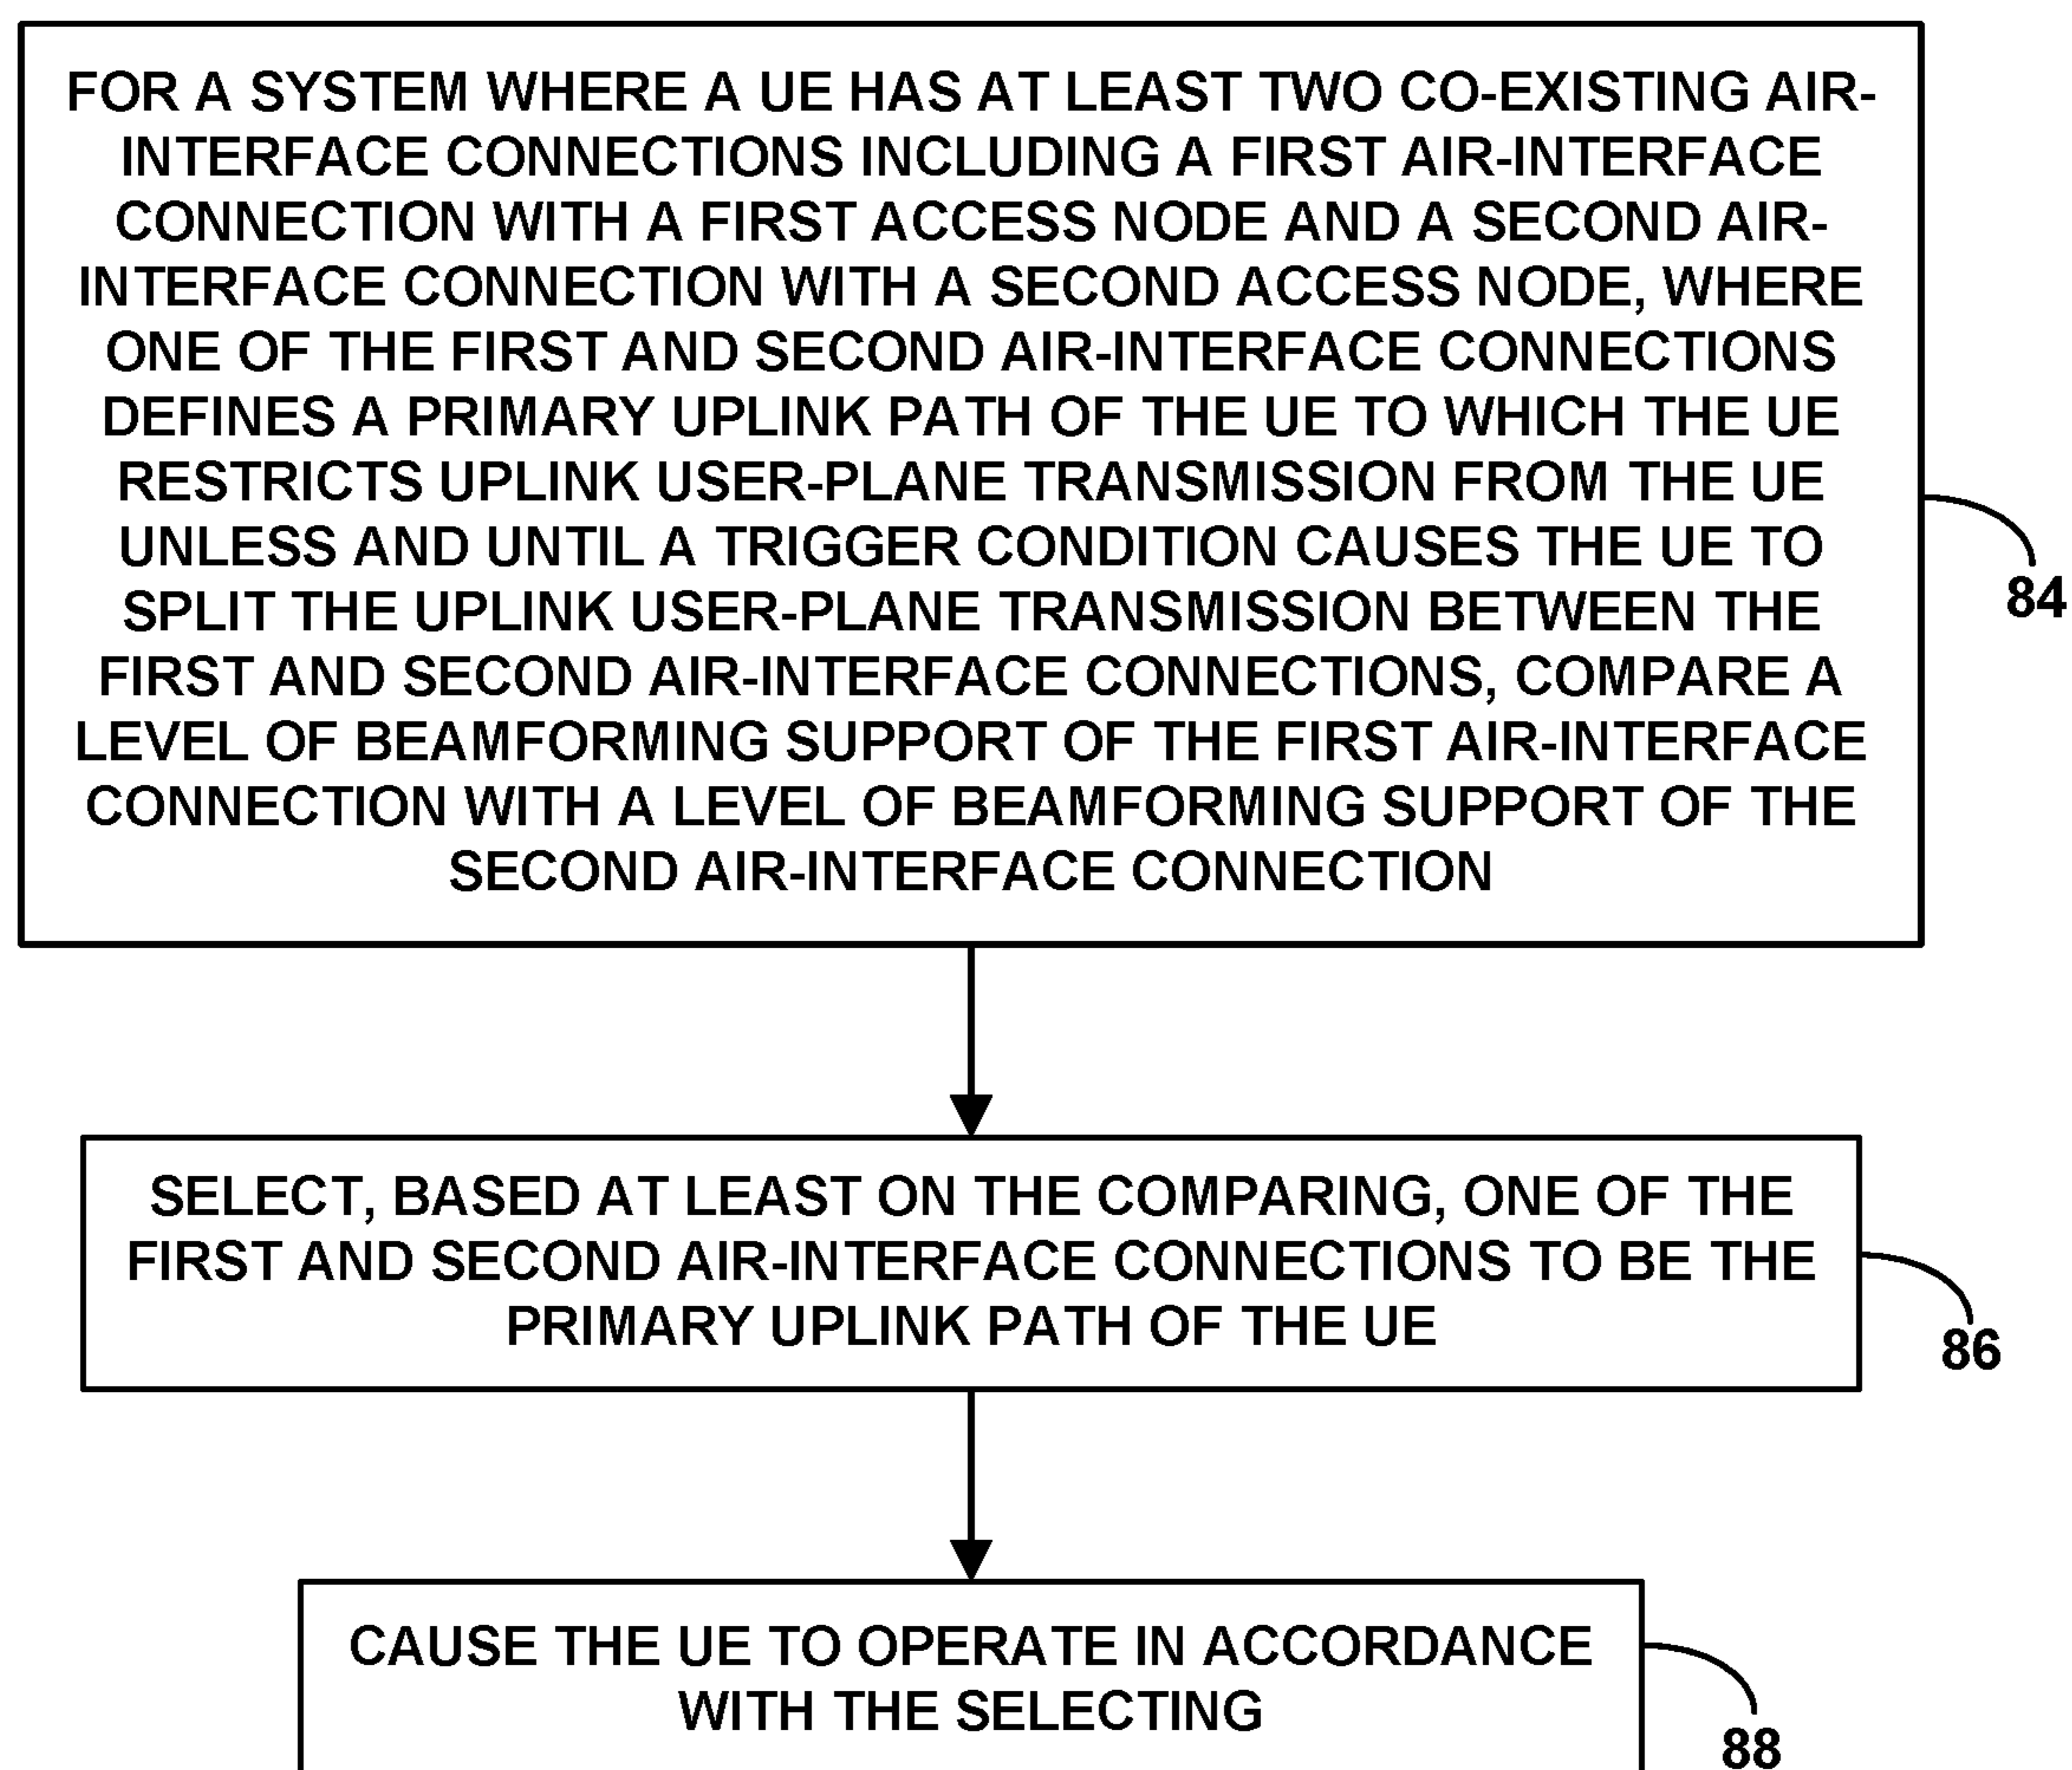 FOR A SYSTEM WHERE A UE HAS AT LEAST TWO CO-EXISTING AIR-
INTERFACE CONNECTIONS INCLUDING A FIRST AIR-INTERFACE
CONNECTION WITH A FIRST ACCESS NODE AND A SECOND AIR-
INTERFACE CONNECTION WITH A SECOND ACCESS NODE, WHERE
ONE OF THE FIRST AND SECOND AIR-INTERFACE CONNECTIONS
DEFINES A PRIMARY UPLINK PATH OF THE UE TO WHICH THE UE
RESTRICTS UPLINK USER-PLANE TRANSMISSION FROM THE UE
UNLESS AND UNTIL A TRIGGER CONDITION CAUSES THE UE TO
SPLIT THE UPLINK USER-PLANE TRANSMISSION BETWEEN THE
FIRST AND SECOND AIR-INTERFACE CONNECTIONS, COMPARE A
LEVEL OF BEAMFORMING SUPPORT OF THE FIRST AIR-INTERFACE
CONNECTION WITH A LEVEL OF BEAMFORMING SUPPORT OF THE
SECOND AIR-INTERFACE CONNECTION
84
SELECT, BASED AT LEAST ON THE COMPARING, ONE OF THE
FIRST AND SECOND AIR-INTERFACE CONNECTIONS TO BE THE
PRIMARY UPLINK PATH OF THE UE
86
CAUSE THE UE TO OPERATE IN ACCORDANCE
WITH THE SELECTING
88